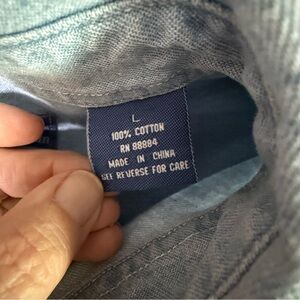 L
100% COTTON
RN 88884
MADE IN CHINA
SEE REVERSE FOR CARE